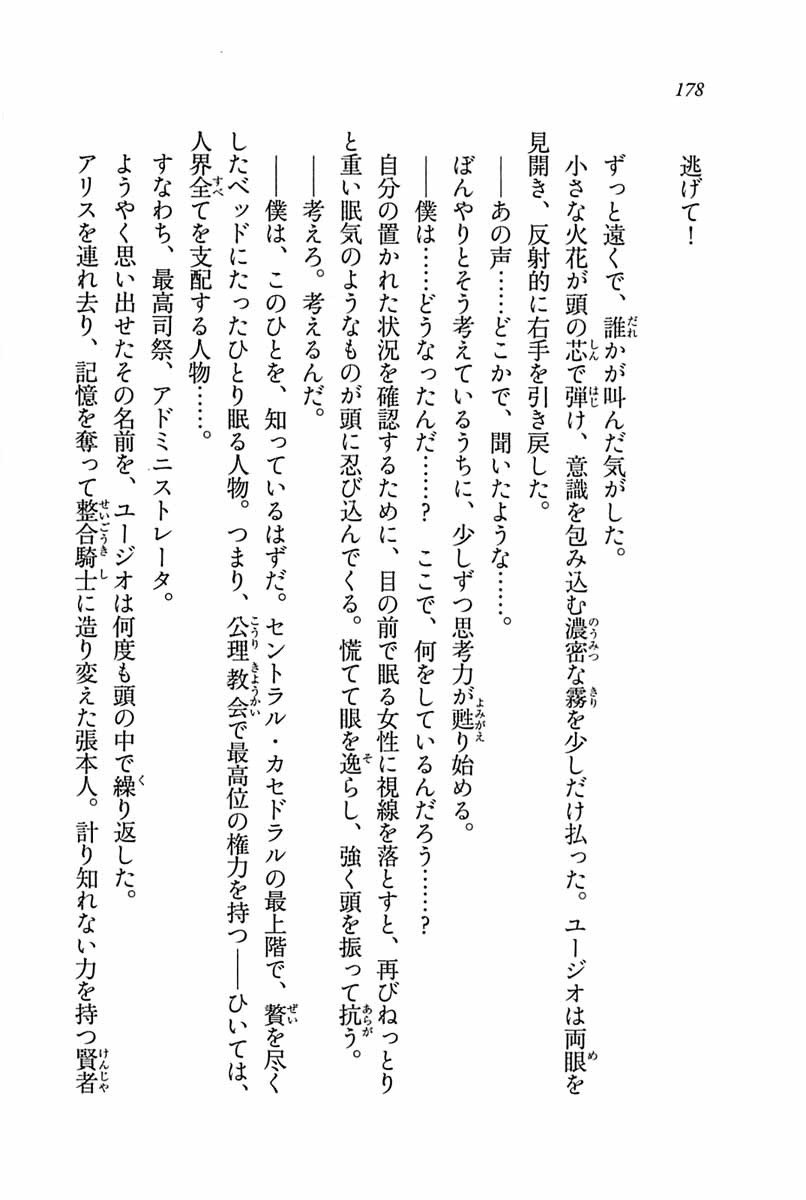 178
逃げて！
ずっと遠くで、誰かが叫んだ気がした。
小さな火花が頭の芯で弾け、意識を包み込む濃密な霧を少しだけ払った。ユージオは両眼を
見開き、反射的に右手を引き戻した。
――あの声……どこかで、聞いたような……。
ぼんやりとそう考えているうちに、少しずつ思考力が甦り始める。
――僕は……どうなったんだ……？　ここで、何をしているんだろう……？
自分の置かれた状況を確認するために、目の前で眠る女性に視線を落とすと、再びねっとり
と重い眠気のようなものが頭に忍び込んでくる。慌てて眼を逸らし、強く頭を振って抗う。
――考えろ。考えるんだ。
――僕は、このひとを、知っているはずだ。セントラル・カセドラルの最上階で、贅を尽く
したベッドにたったひとり眠る人物。つまり、公理教会で最高位の権力を持つ――ひいては、
人界全てを支配する人物……。
すなわち、最高司祭、アドミニストレータ。
ようやく思い出せたその名前を、ユージオは何度も頭の中で繰り返した。
アリスを連れ去り、記憶を奪って整合騎士に造り変えた張本人。計り知れない力を持つ賢者